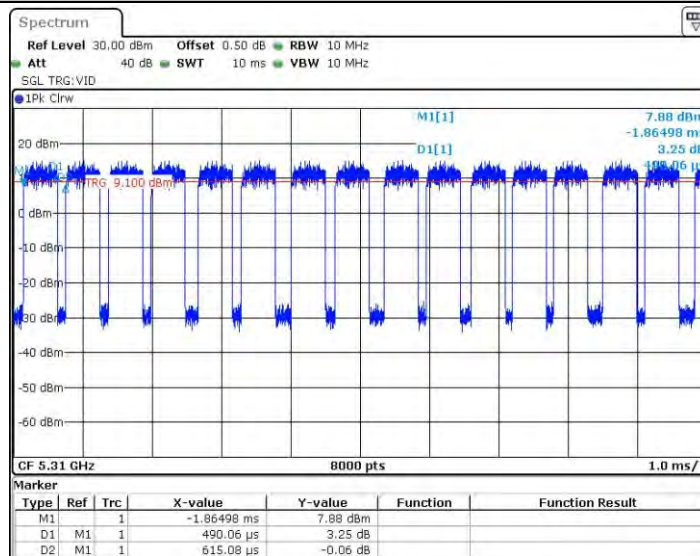 Spectrum
Ref Level 30.00 dBm Offset 0.50 dB RBW 10 MHz
Att 40 dB SWT 10 ms VBW 10 MHz
SGL TRG:VID
1Pk Clrw
M1[1] 7.88 dBm
-1.86498 ms
D1[1] 3.25 dB
490.06 µs
20 dBm
D1
TRG 9.100 dBm
0 dBm
-10 dBm
-20 dBm
-30 dBm
-40 dBm
-50 dBm
-60 dBm
CF 5.31 GHz 8000 pts 1.0 ms/
Marker
Type Ref Trc X-value Y-value Function Function Result
M1 1 -1.86498 ms 7.88 dBm
D1 M1 1 490.06 µs 3.25 dB
D2 M1 1 615.08 µs -0.06 dB